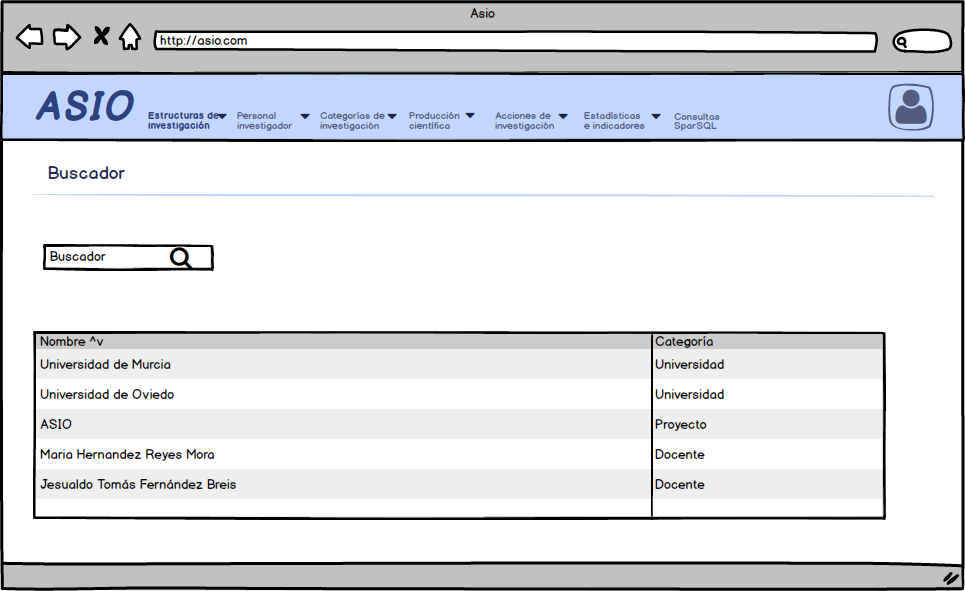 Asio
http://asio.com
ASIO
Estructuras de
investigación
Personal
investigador
Categorías de
investigación
Producción
científica
Acciones de
investigación
Estadísticas
e indicadores
Consultas
SparSQL
Buscador
Buscador
Nombre ^v Categoría
Universidad de Murcia Universidad
Universidad de Oviedo Universidad
ASIO Proyecto
Maria Hernandez Reyes Mora Docente
Jesualdo Tomás Fernández Breis Docente